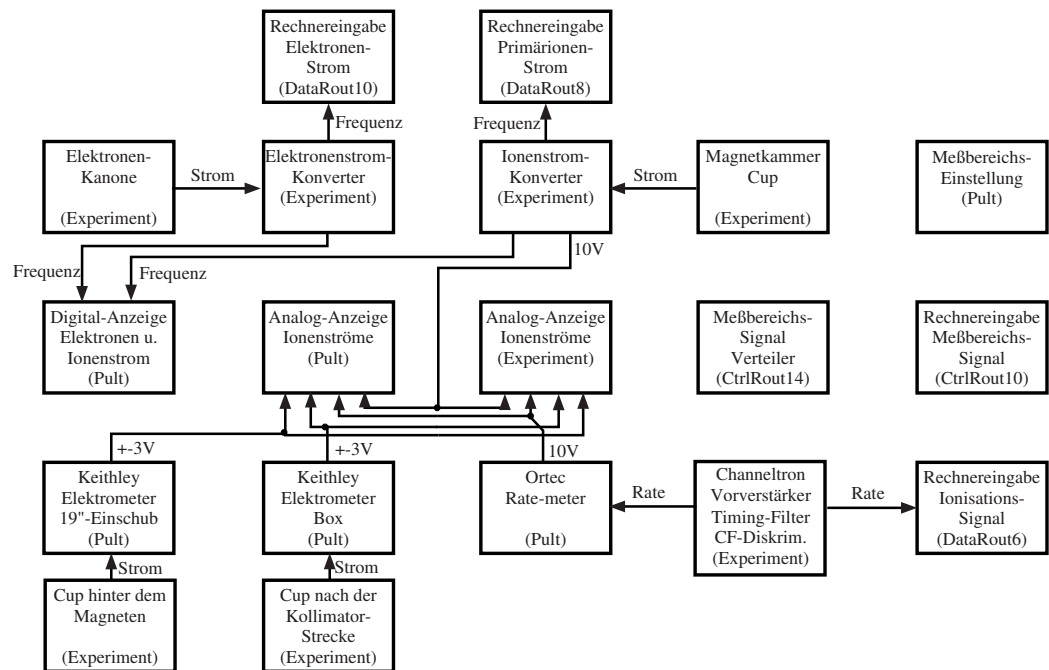 Rechnereingabe
Elektronen-
Strom
(DataRout10)
Rechnereingabe
Primärionen-
Strom
(DataRout8)
Frequenz
Frequenz
Elektronen-
Kanone
(Experiment)
Strom
Elektronenstrom-
Konverter
(Experiment)
Ionenstrom-
Konverter
(Experiment)
Strom
Magnetkammer
Cup
(Experiment)
Meßbereichs-
Einstellung
(Pult)
10V
Frequenz
Frequenz
Digital-Anzeige
Elektronen u.
Ionenstrom
(Pult)
Analog-Anzeige
Ionenströme
(Pult)
Analog-Anzeige
Ionenströme
(Experiment)
Meßbereichs-
Signal
Verteiler
(CtrlRout14)
Rechnereingabe
Meßbereichs-
Signal
(CtrlRout10)
+-3V
+-3V
10V
Keithley
Elektrometer
19"-Einschub
(Pult)
Keithley
Elektrometer
Box
(Pult)
Ortec
Rate-meter
(Pult)
Rate
Channeltron
Vorverstärker
Timing-Filter
CF-Diskrim.
(Experiment)
Rate
Rechnereingabe
Ionisations-
Signal
(DataRout6)
Strom
Strom
Cup hinter dem
Magneten
(Experiment)
Cup nach der
Kollimator-
Strecke
(Experiment)